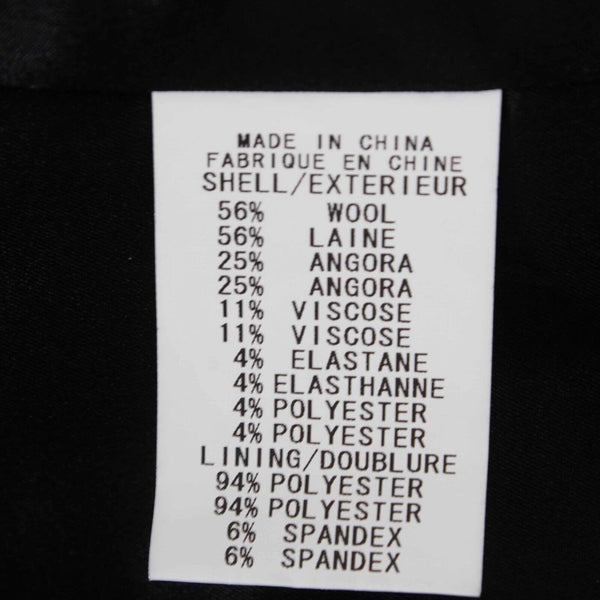 MADE IN CHINA
FABRIQUE EN CHINE
SHELL/EXTERIEUR
56% WOOL
56% LAINE
25% ANGORA
25% ANGORA
11% VISCOSE
11% VISCOSE
4% ELASTANE
4% ELASTHANNE
4% POLYESTER
4% POLYESTER
LINING/DOUBLURE
94% POLYESTER
94% POLYESTER
6% SPANDEX
6% SPANDEX